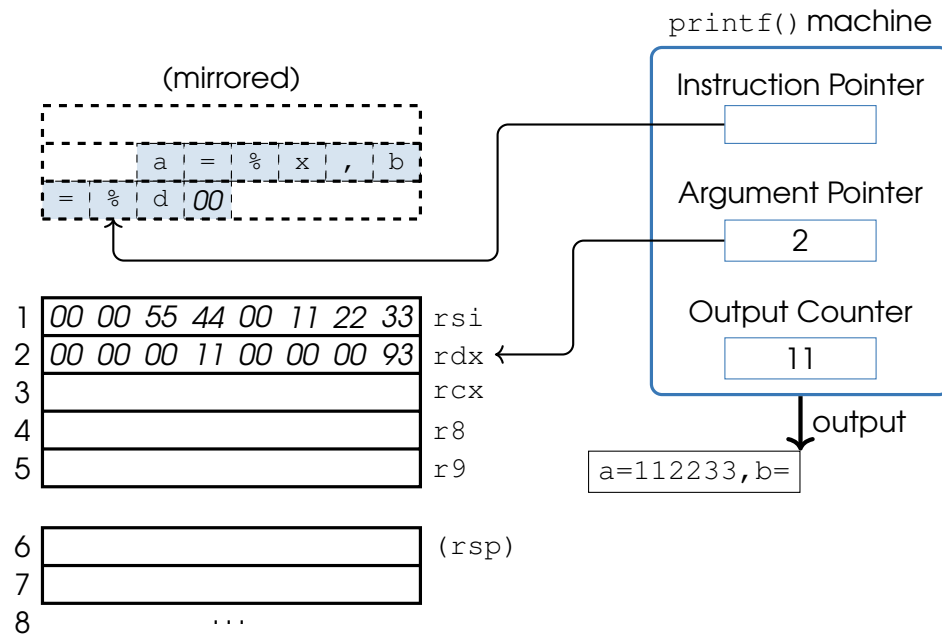 printf() machine
(mirrored)
Instruction Pointer
a = % x , b
= % d 00
Argument Pointer
2
1 00 00 55 44 00 11 22 33 rsi
Output Counter
2 00 00 00 11 00 00 00 93 rdx
11
3 rcx
4 r8
output
5 r9
a=112233,b=
6 (rsp)
7
8 ...